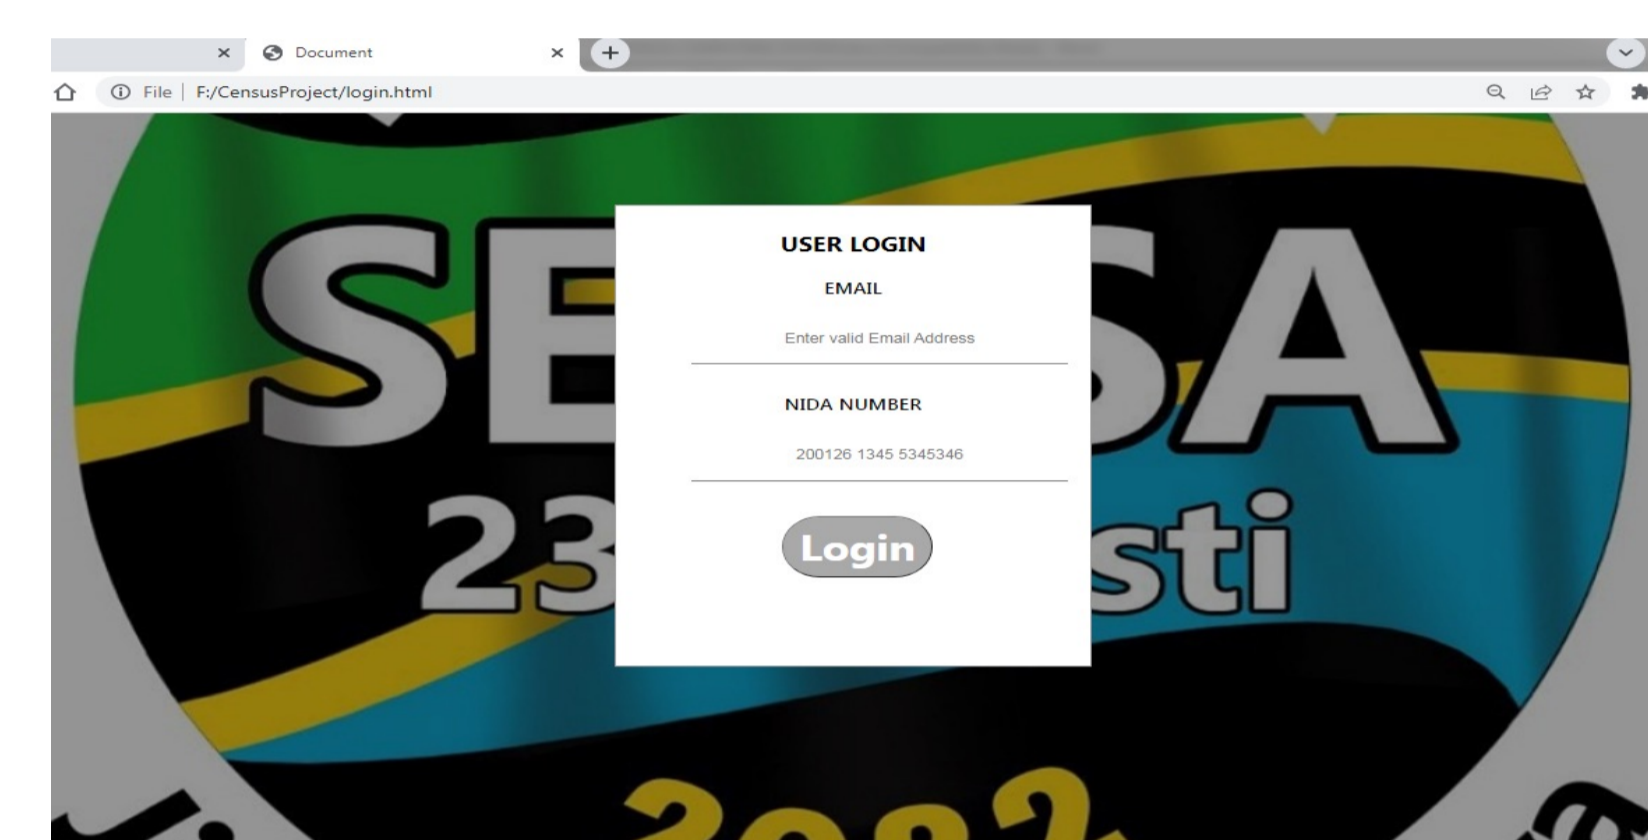 Document
File | F:/CensusProject/login.html
SE SA
USER LOGIN
EMAIL
Enter valid Email Address
NIDA NUMBER
200126 1345 5345346
Login
23 sti